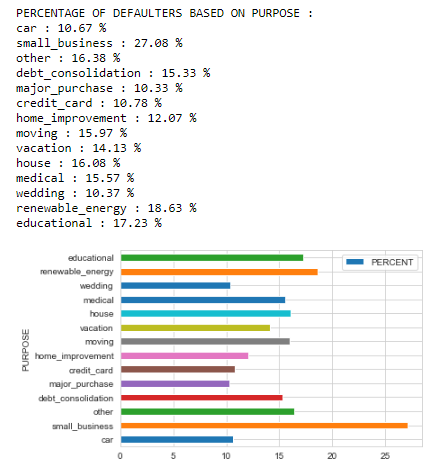 PERCENTAGE OF DEFAULTERS BASED ON PURPOSE :
car : 10.67 %
small_business : 27.08 %
other : 16.38 %
debt_consolidation : 15.33 %
major_purchase : 10.33 %
credit_card : 10.78 %
home_improvement : 12.07 %
moving : 15.97 %
vacation : 14.13 %
house : 16.08 %
medical : 15.57 %
wedding : 10.37 %
renewable_energy : 18.63 %
educational : 17.23 %
PERCENT
PURPOSE
educational
renewable_energy
wedding
medical
house
vacation
moving
home_improvement
credit_card
major_purchase
debt_consolidation
other
small_business
car
0 5 10 15 20 25